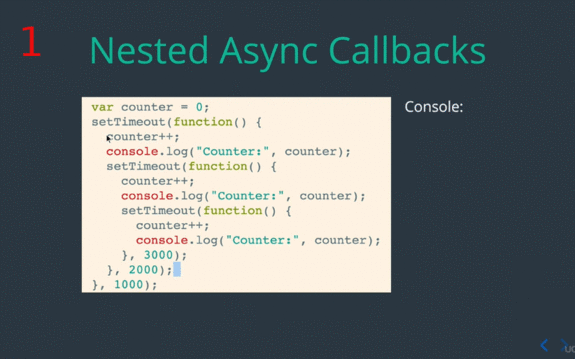 1
Nested Async Callbacks
var counter = 0;
setTimeout(function() {
counter++;
console.log("Counter:", counter);
setTimeout(function() {
counter++;
console.log("Counter:", counter);
setTimeout(function() {
counter++;
console.log("Counter:", counter);
}, 3000);
}, 2000);
}, 1000);
Console: